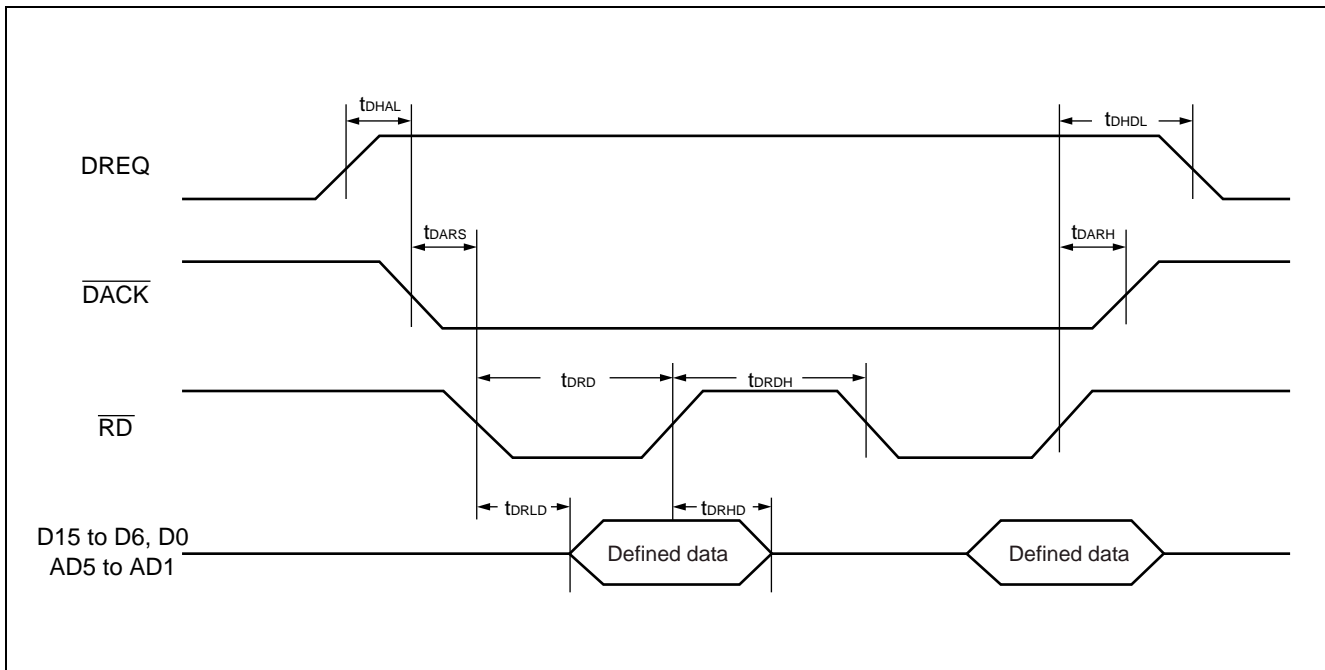 tDHAL
tDHDL
DREQ
tDARS
tDARH
DACK
tDRD
tDRDH
RD
tDRLD
tDRHD
D15 to D6, D0
AD5 to AD1
Defined data
Defined data